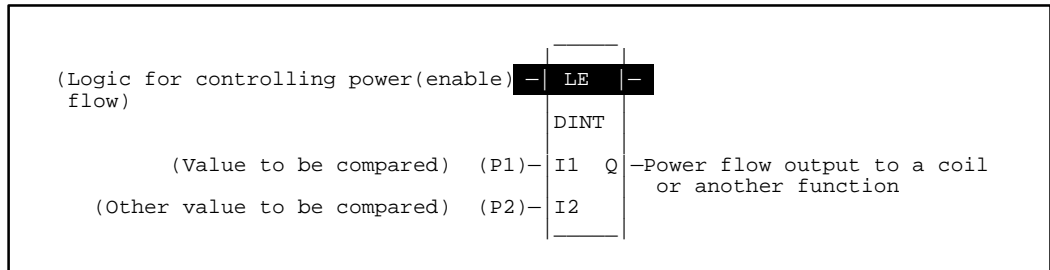 (Logic for controlling power(enable) —| LE |—
flow)
DINT
(Value to be compared) (P1)—|I1 Q|—Power flow output to a coil
or another function
(Other value to be compared) (P2)—|I2